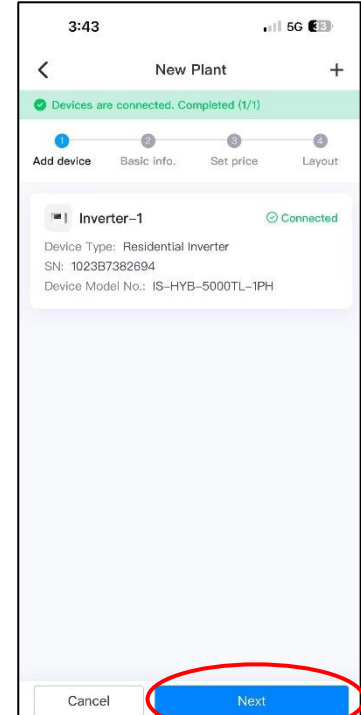 3:43 5G 33
New Plant
Devices are connected. Completed (1/1)
1 2 3 4
Add device Basic info. Set price Layout
Inverter-1 Connected
Device Type: Residential Inverter
SN: 1023B7382694
Device Model No.: IS-HYB-5000TL-1PH
Cancel Next